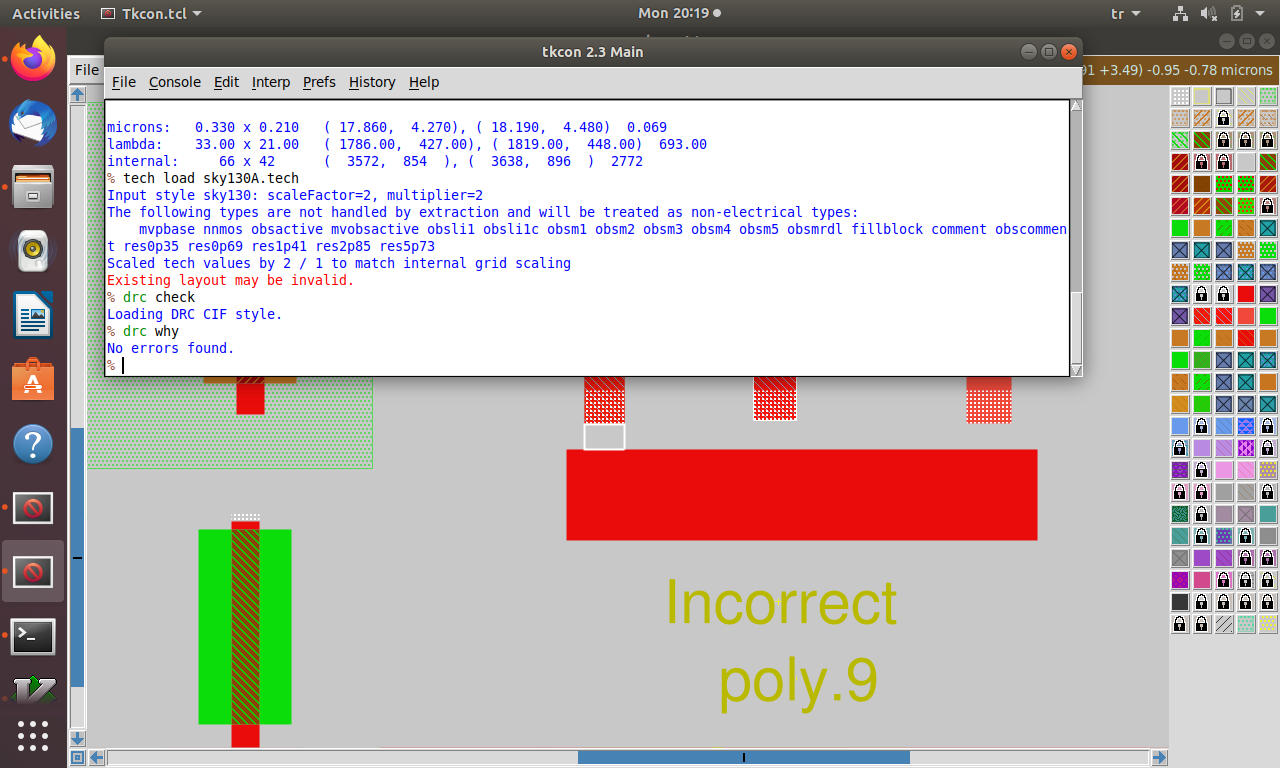 Activities Tkcon.tcl Mon 20:19 tr
tkcon 2.3 Main
File
91 +3.49) -0.95 -0.78 microns
File Console Edit Interp Prefs History Help
microns: 0.330 x 0.210 ( 17.860, 4.270), ( 18.190, 4.480) 0.069
lambda: 33.00 x 21.00 ( 1786.00, 427.00), ( 1819.00, 448.00) 693.00
internal: 66 x 42 ( 3572, 854 ), ( 3638, 896 ) 2772
% tech load sky130A.tech
Input style sky130: scaleFactor=2, multiplier=2
The following types are not handled by extraction and will be treated as non-electrical types:
mvpbase nnmos obsactive mvobsactive obsli1 obsli1c obsm1 obsm2 obsm3 obsm4 obsm5 obsmrdl fillblock comment obscommen
t res0p35 res0p69 res1p41 res2p85 res5p73
Scaled tech values by 2 / 1 to match internal grid scaling
Existing layout may be invalid.
% drc check
Loading DRC CIF style.
% drc why
No errors found.
%
Incorrect
poly.9